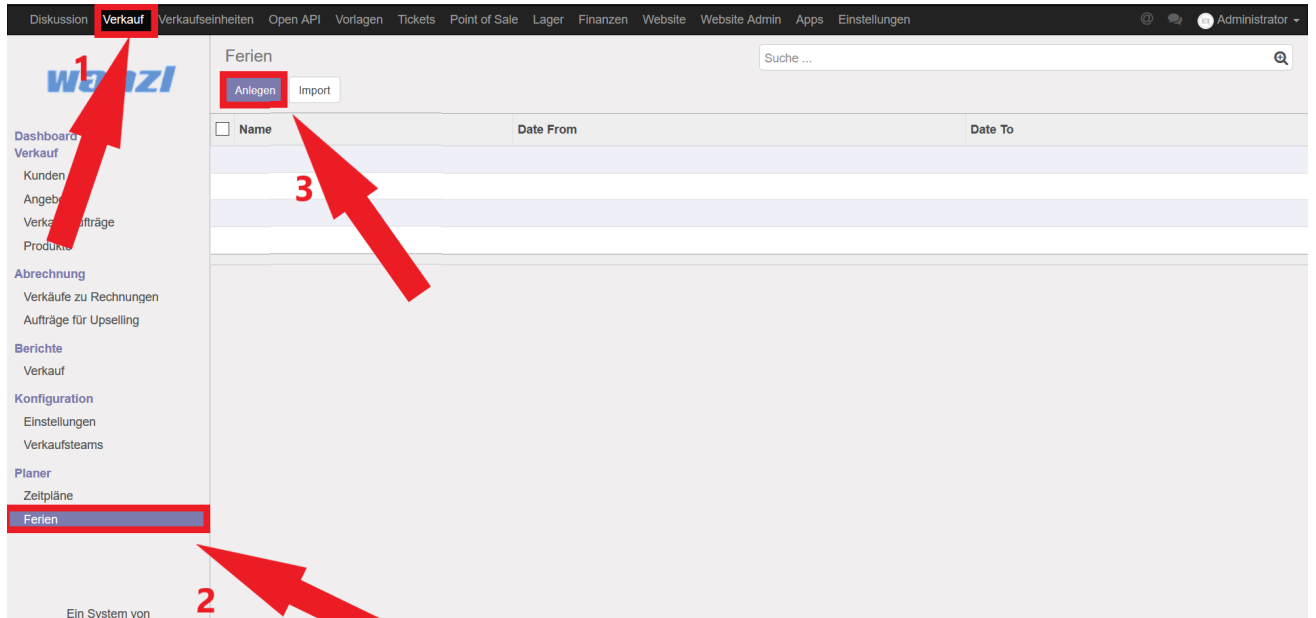 Diskussion Verkauf Verkaufseinheiten Open API Vorlagen Tickets Point of Sale Lager Finanzen Website Website Admin Apps Einstellungen @ Administrator
1
Ferien
Suche ...
Anlegen Import
Name Date From Date To
Dashboard
Verkauf
Kunden
3
Produkte
Abrechnung
Verkäufe zu Rechnungen
Aufträge für Upselling
Berichte
Verkauf
Konfiguration
Einstellungen
Verkaufsteams
Planer
Zeitpläne
Ferien
2
Ein System von